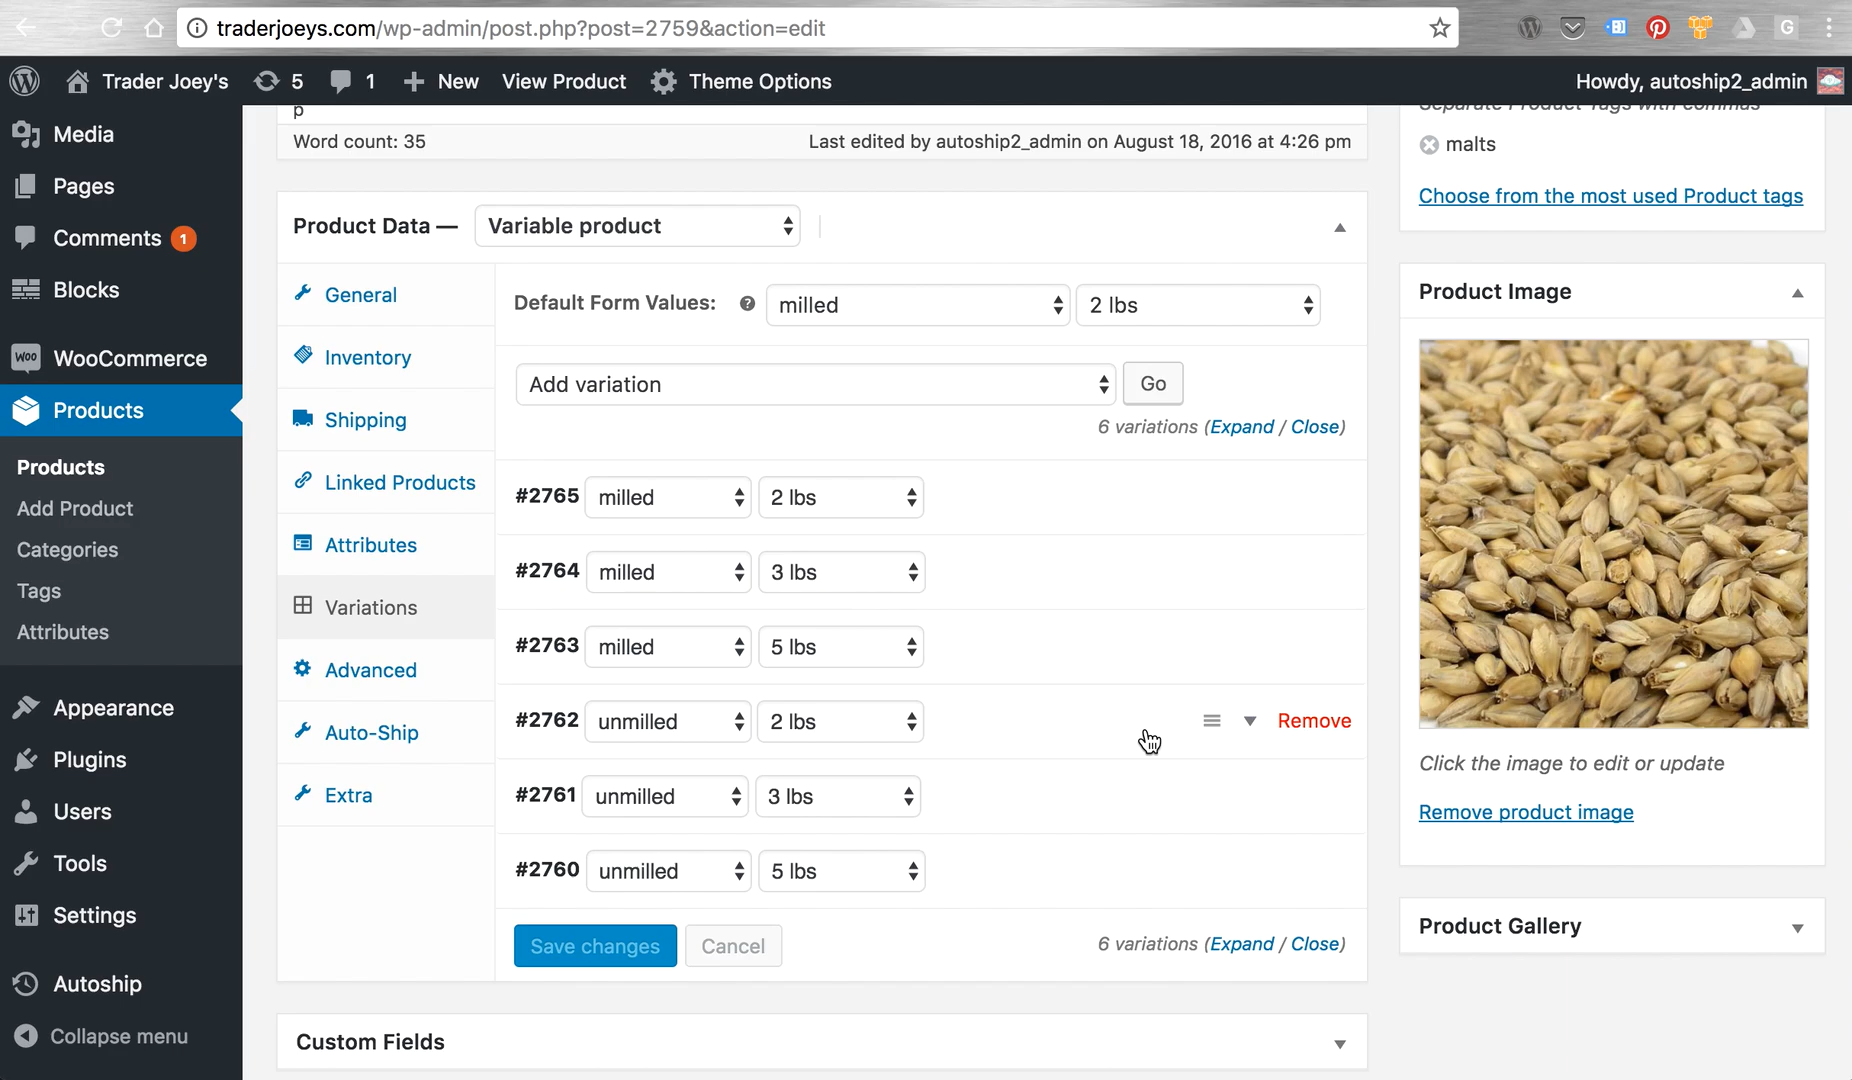 traderjoeys.com/wp-admin/post.php?post=2759&action=edit
G
Trader Joey's 5 1 New View Product Theme Options Howdy, autoship2_admin
Media
Pages
Comments 1
Blocks
WOO WooCommerce
Products
Products
Add Product
Categories
Tags
Attributes
Appearance
Plugins
Users
Tools
Settings
Autoship
Collapse menu
p
Word count: 35 Last edited by autoship2_admin on August 18, 2016 at 4:26 pm
Product Data — Variable product
General
Inventory
Shipping
Linked Products
Attributes
Variations
Advanced
Auto-Ship
Extra
Default Form Values: milled 2 lbs
Add variation Go
6 variations (Expand / Close)
#2765 milled 2 lbs
#2764 milled 3 lbs
#2763 milled 5 lbs
#2762 unmilled 2 lbs Remove
#2761 unmilled 3 lbs
#2760 unmilled 5 lbs
Save changes Cancel 6 variations (Expand / Close)
Custom Fields
Separate Product Tags with commas
malts
Choose from the most used Product tags
Product Image
Click the image to edit or update
Remove product image
Product Gallery